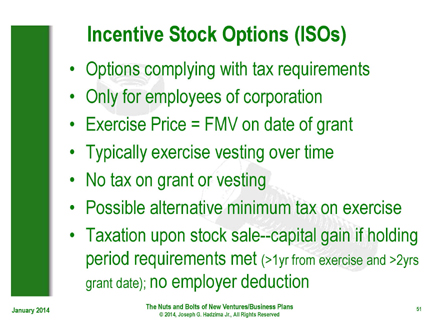 Incentive Stock Options (ISOs)
• Options complying with tax requirements
• Only for employees of corporation
• Exercise Price = FMV on date of grant
• Typically exercise vesting over time
• No tax on grant or vesting
• Possible alternative minimum tax on exercise
• Taxation upon stock sale--capital gain if holding
period requirements met (>1yr from exercise and >2yrs
grant date); no employer deduction
January 2014
The Nuts and Bolts of New Ventures/Business Plans
© 2014, Joseph G. Hadzima Jr., All Rights Reserved
51